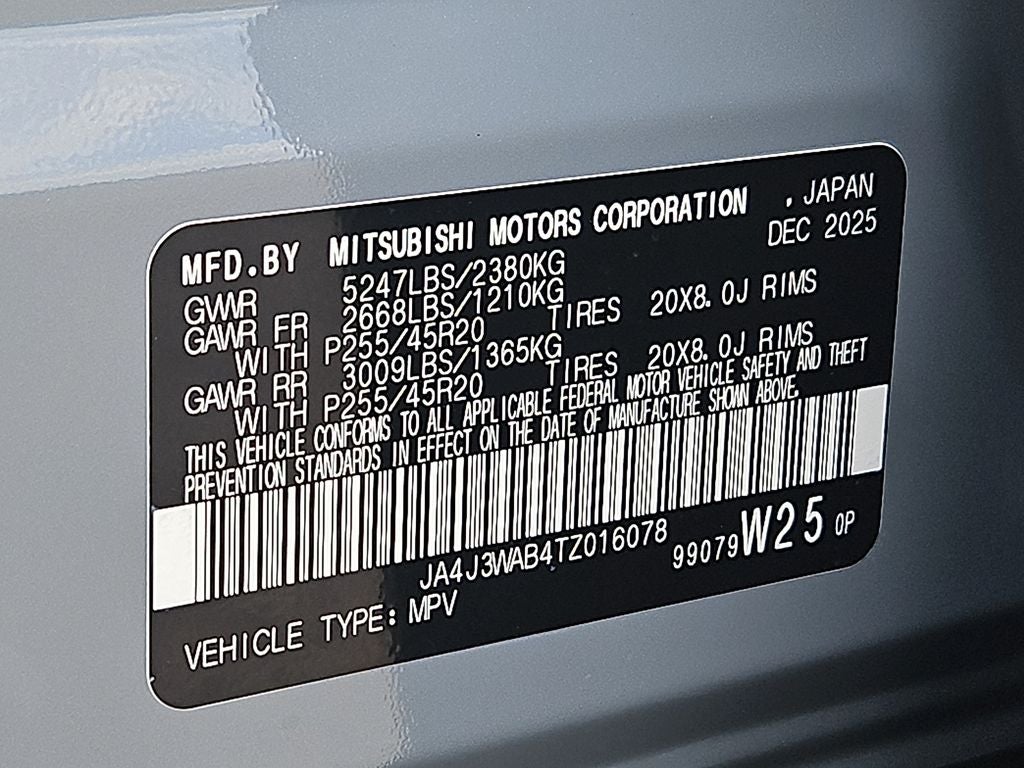 MFD.BY MITSUBISHI MOTORS CORPORATION . JAPAN
DEC 2025
GVWR 5247LBS/2380KG
GAWR FR 2668LBS/1210KG
WITH P255/45R20 TIRES 20X8.0J RIMS
GAWR RR 3009LBS/1365KG
WITH P255/45R20 TIRES 20X8.0J RIMS
THIS VEHICLE CONFORMS TO ALL APPLICABLE FEDERAL MOTOR VEHICLE SAFETY AND THEFT
PREVENTION STANDARDS IN EFFECT ON THE DATE OF MANUFACTURE SHOWN ABOVE.
JA4J3WAB4TZ016078
99079 W25 OP
VEHICLE TYPE: MPV